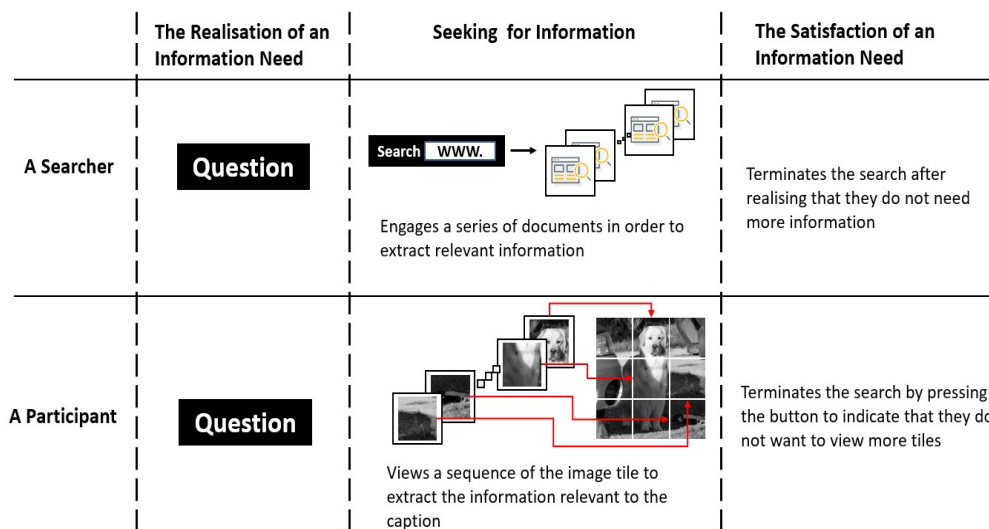 The Realisation of an
Information Need
Seeking for Information
The Satisfaction of an
Information Need
A Searcher
Question
Search WWW.
Engages a series of documents in order to
extract relevant information
Terminates the search after
realising that they do not need
more information
A Participant
Question
Views a sequence of the image tile to
extract the information relevant to the
caption
Terminates the search by pressing
the button to indicate that they do
not want to view more tiles